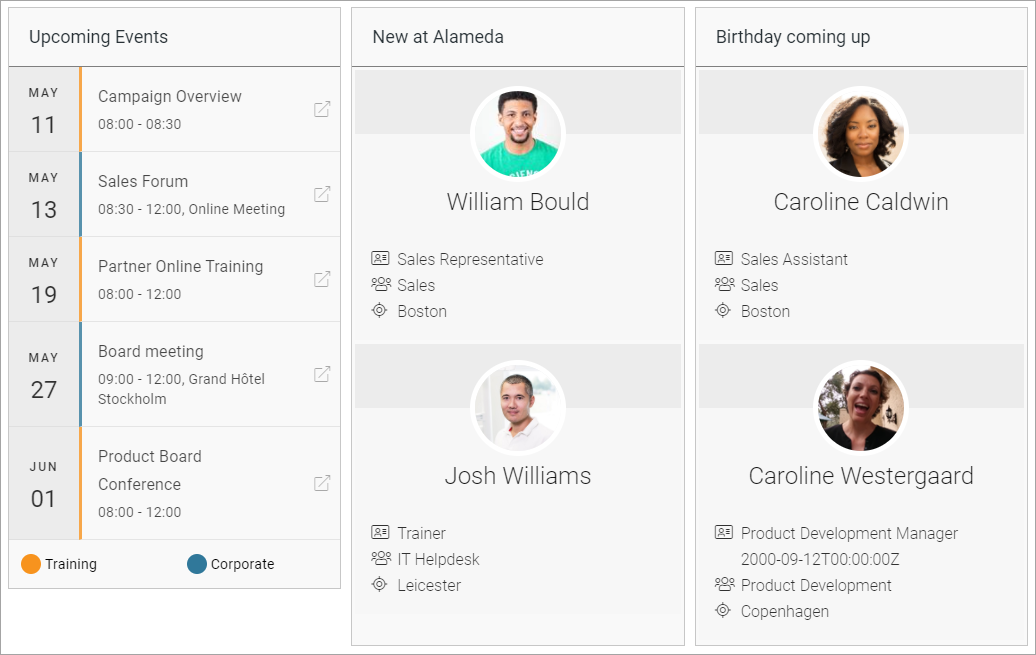 Upcoming Events
MAY
11
Campaign Overview
08:00 - 08:30
MAY
13
Sales Forum
08:30 - 12:00, Online Meeting
MAY
19
Partner Online Training
08:00 - 12:00
MAY
27
Board meeting
09:00 - 12:00, Grand Hôtel
Stockholm
JUN
01
Product Board
Conference
08:00 - 12:00
Training
Corporate
New at Alameda
William Bould
Sales Representative
Sales
Boston
Josh Williams
Trainer
IT Helpdesk
Leicester
Birthday coming up
Caroline Caldwin
Sales Assistant
Sales
Boston
Caroline Westergaard
Product Development Manager
2000-09-12T00:00:00Z
Product Development
Copenhagen